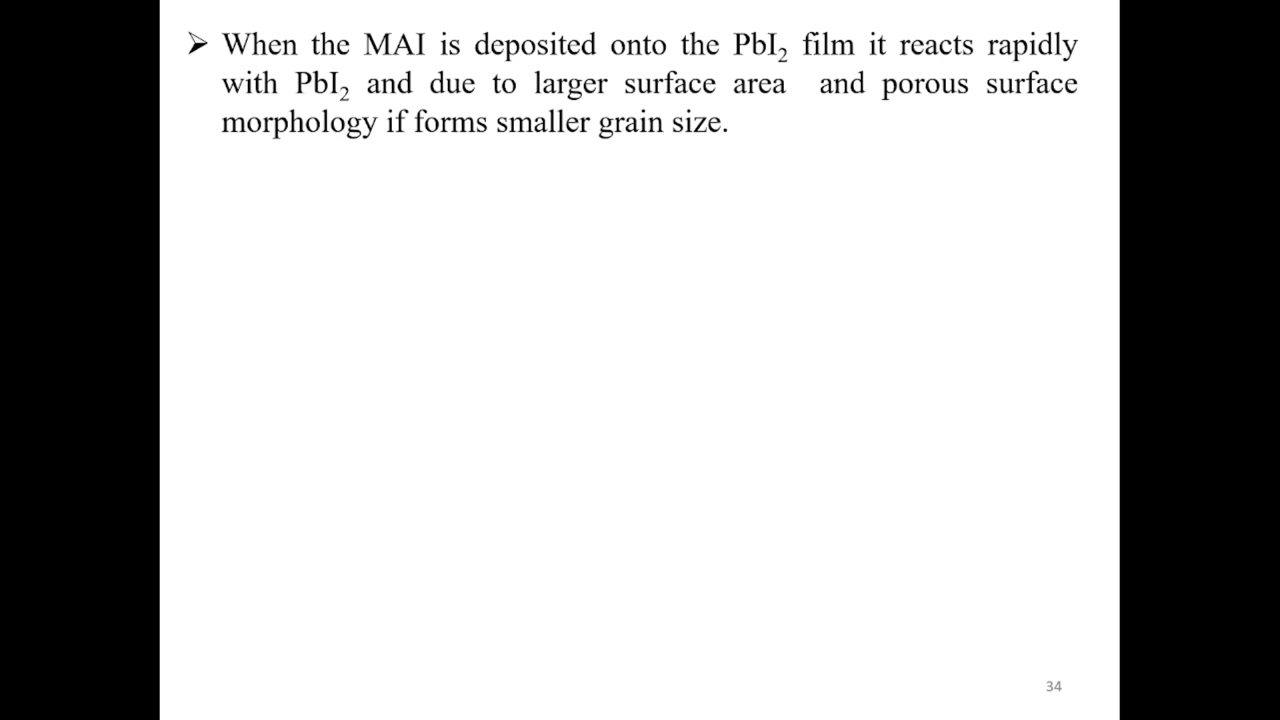 ➢ When the MAI is deposited onto the PbI₂ film it reacts rapidly
with PbI₂ and due to larger surface area and porous surface
morphology if forms smaller grain size.
34